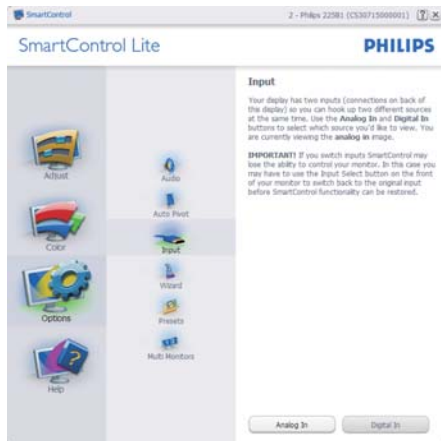 SmartControl
2 - Philips 225B1 (CS30715000001)
SmartControl Lite
PHILIPS
Adjust
Color
Options
Help
Audio
Auto Pivot
Input
Wizard
Presets
Multi Monitors
Input
Your display has two inputs (connections on back of
this display) so you can hook up two different sources
at the same time. Use the Analog In and Digital In
buttons to select which source you'd like to view. You
are currently viewing the analog in image.
IMPORTANT! If you switch inputs SmartControl may
lose the ability to control your monitor. In this case you
may have to use the Input Select button on the front
of your monitor to switch back to the original input
before SmartControl functionality can be restored.
Analog In
Digital In